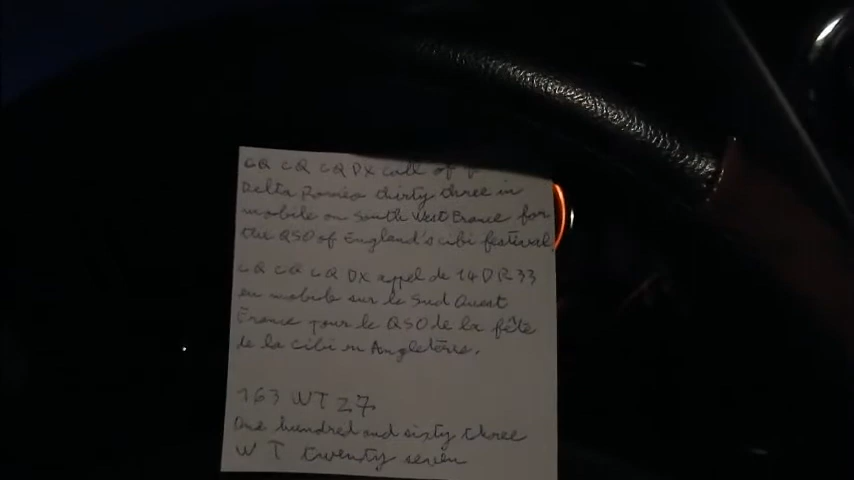 CQ CQ CQ DX call of
Delta Roméo thirty three in
mobile on South West France for
the QSO of England's cibi festival
CQ CQ CQ DX appel de 14 DR 33
en mobile sur le Sud Ouest
France pour le QSO de la fête
de la cibi en Angleterre.
163 WT 27
One hundred and sixty three
W T twenty seven